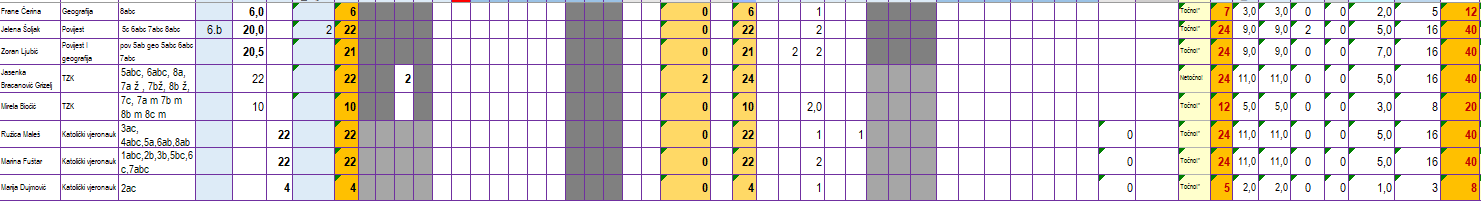 Frane Čerina Geografija 8abc 6,0 6 0 6 1 Točno!" 7 3,0 3,0 0 0 2,0 5 12
Jelena Šoljak Povijest 5c 6abc 7abc 8abc 6.b 20,0 2 22 0 22 2 Točno!" 24 9,0 9,0 2 0 5,0 16 40
Zoran Ljubić Povijest i geografija pov 5ab geo 5abc 6abc 7abc 20,5 21 0 21 2 2 Točno!" 24 9,0 9,0 0 0 7,0 16 40
Jasenka Bracanović Grizelj TZK 5abc, 6abc, 8a, 7a ž , 7bž, 8b ž, 22 22 2 2 24 Netočno! 24 11,0 11,0 0 0 5,0 16 40
Mirela Bločić TZK 7c, 7a m 7b m 8b m 8c m 10 10 0 10 2,0 Točno!" 12 5,0 5,0 0 0 3,0 8 20
Ružica Maleš Katolički vjeronauk 3ac, 4abc,5a,6ab,8ab 22 22 0 22 1 1 0 Točno!" 24 11,0 11,0 0 0 5,0 16 40
Marina Fuštar Katolički vjeronauk 1abc,2b,3b,5bc,6c,7abc 22 22 0 22 2 0 Točno!" 24 11,0 11,0 0 0 5,0 16 40
Marija Dujmović Katolički vjeronauk 2ac 4 4 0 4 1 0 Točno!" 5 2,0 2,0 0 0 1,0 3 8